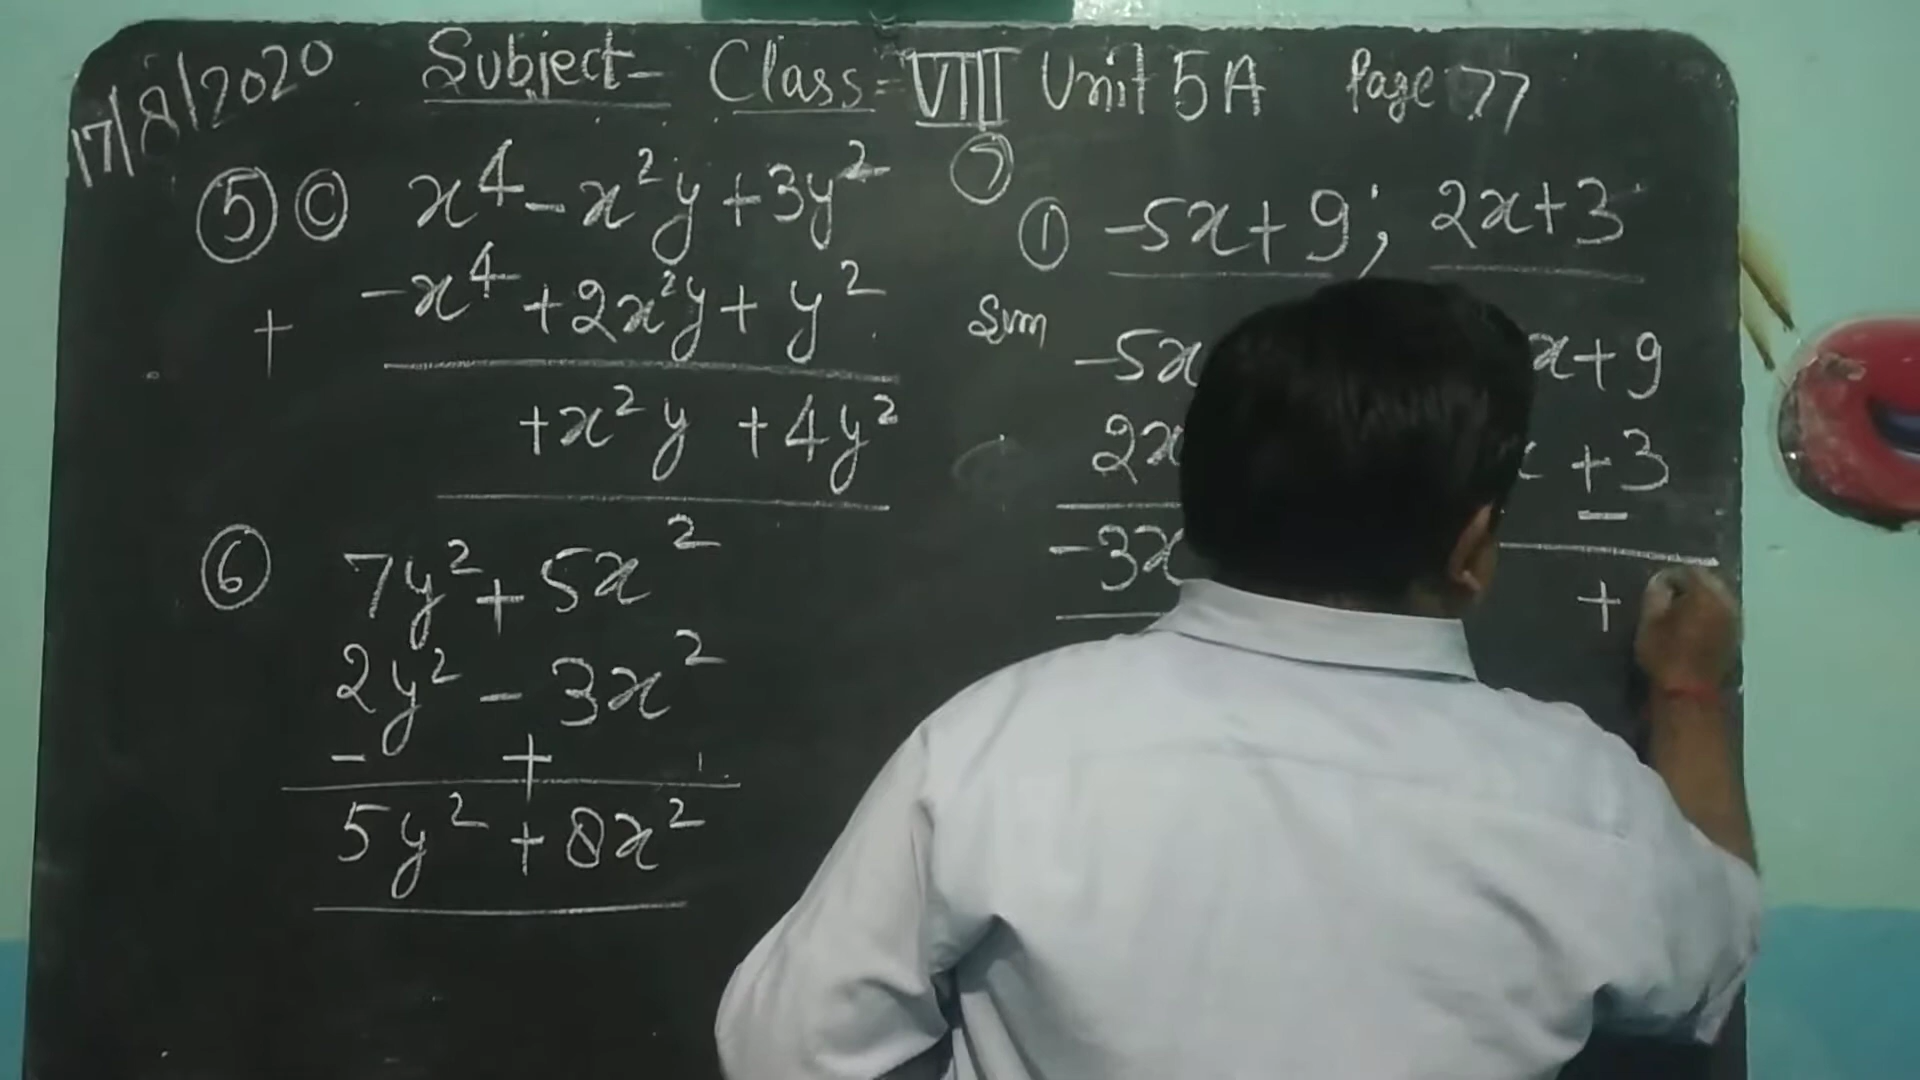 17/8/2020 Subject- Class-VIII Unit 5A Page 77
⑤ ⓒ x⁴ - x²y + 3y²
-x⁴ + 2x²y + y²
+
+x²y +4y²
⑥ 7y² + 5x²
2y² - 3x²
- +
5y² + 8x²
⑦
① -5x + 9 ; 2x + 3
Sum
-5x
2x
-3x
x + 9
+ 3
-
+